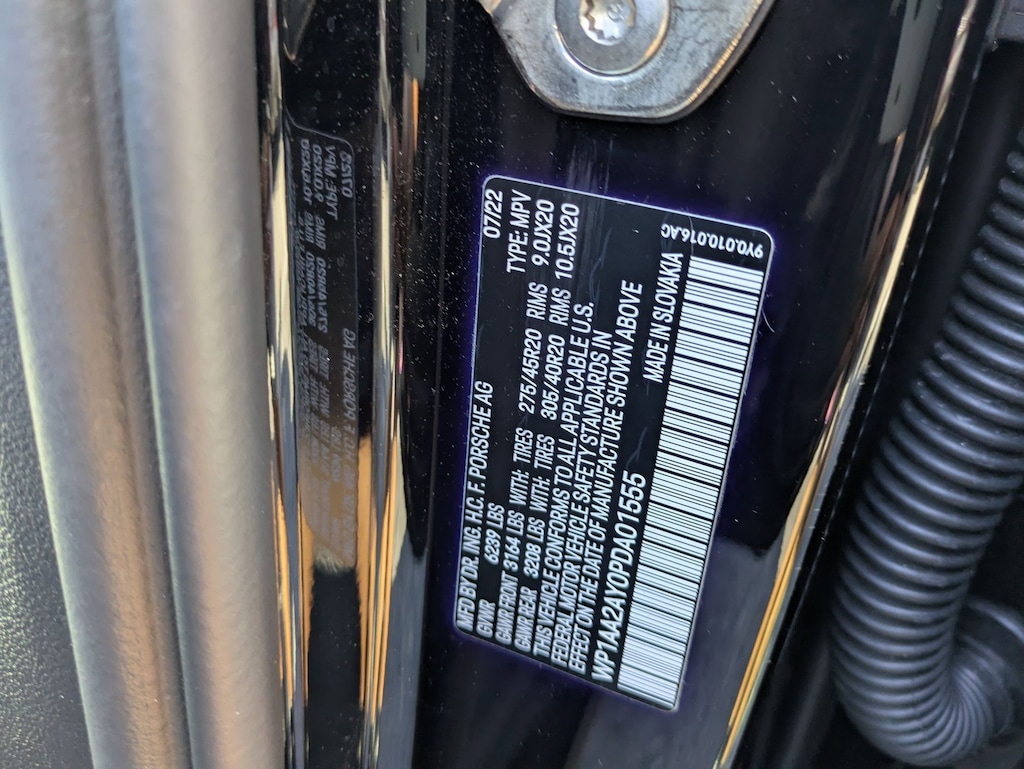 MFD BY DR. ING. H.C. F. PORSCHE AG 07/22
GVWR 6239 LBS TYPE: MPV
GAWR FRONT 3164 LBS WITH: TIRES 275/45R20 RIMS 9.0JX20
GAWR REAR 3208 LBS WITH: TIRES 305/40R20 RIMS 10.5JX20
THIS VEHICLE CONFORMS TO ALL APPLICABLE U.S.
FEDERAL MOTOR VEHICLE SAFETY STANDARDS IN
EFFECT ON THE DATE OF MANUFACTURE SHOWN ABOVE
WP1AA2AY0PDA01555 MADE IN SLOVAKIA
9Y0.010.016.AC